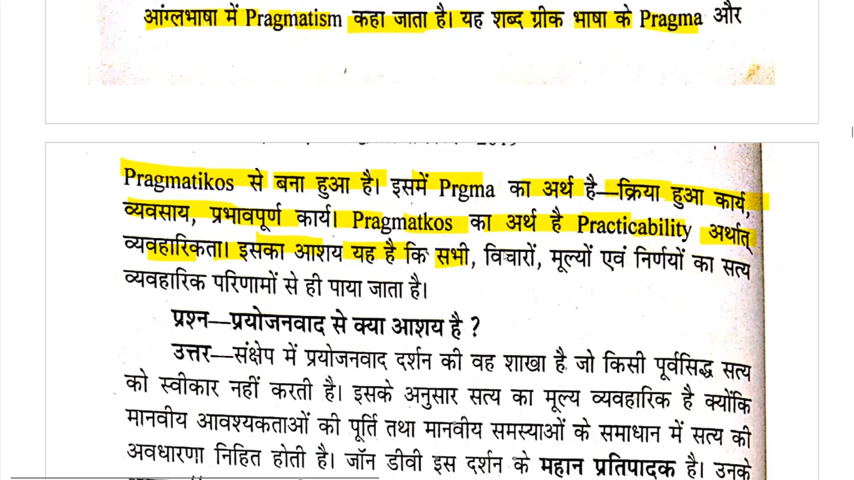 आंग्लभाषा में Pragmatism कहा जाता है। यह शब्द ग्रीक भाषा के Pragma और
Pragmatikos से बना हुआ है। इसमें Prgma का अर्थ है—क्रिया हुआ कार्य,
व्यवसाय, प्रभावपूर्ण कार्य। Pragmatkos का अर्थ है Practicability अर्थात्
व्यवहारिकता। इसका आशय यह है कि सभी, विचारों, मूल्यों एवं निर्णयों का सत्य
व्यवहारिक परिणामों से ही पाया जाता है।
प्रश्न—प्रयोजनवाद से क्या आशय है ?
उत्तर—संक्षेप में प्रयोजनवाद दर्शन की वह शाखा है जो किसी पूर्वसिद्ध सत्य
को स्वीकार नहीं करती है। इसके अनुसार सत्य का मूल्य व्यवहारिक है क्योंकि
मानवीय आवश्यकताओं की पूर्ति तथा मानवीय समस्याओं के समाधान में सत्य की
अवधारणा निहित होती है। जॉन डीवी इस दर्शन के महान प्रतिपादक है। उनके